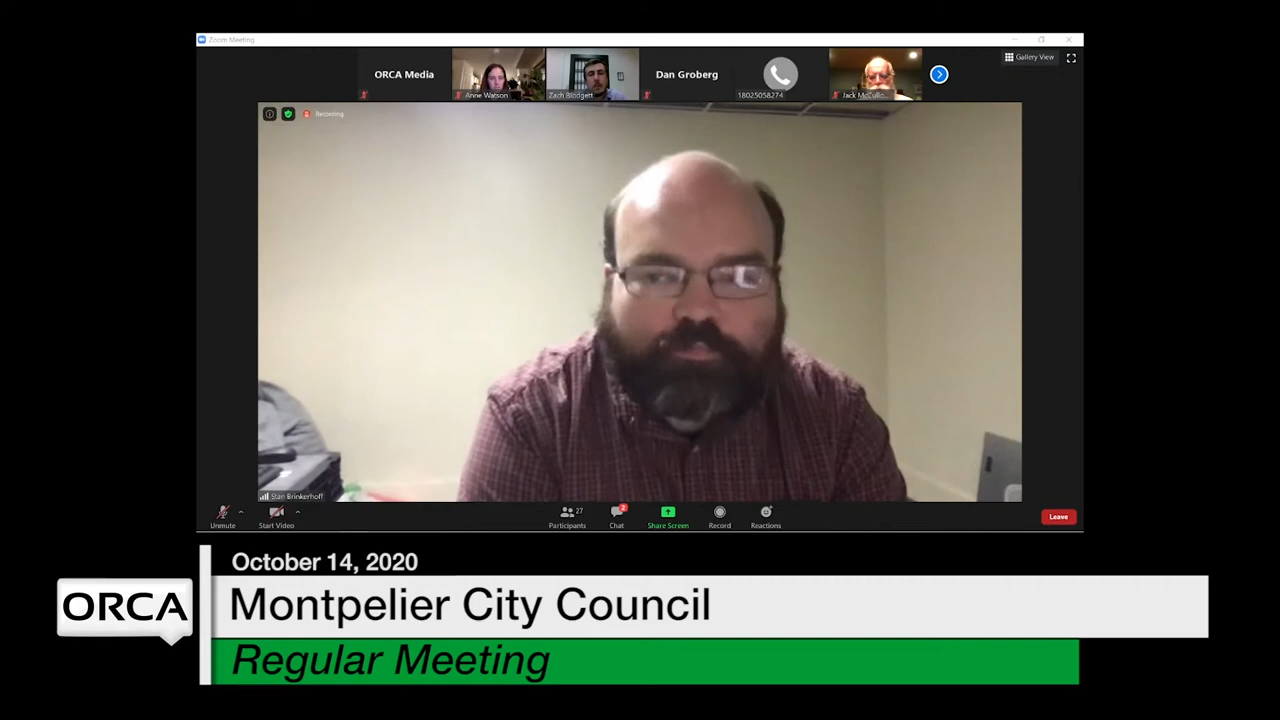 Zoom Meeting
ORCA Media
Anne Watson
Zach Blodgett
Dan Groberg
18025058274
Jack McCullo...
Gallery View
Recording
Stan Brinkerhoff
Unmute
Start Video
27
Participants
2
Chat
Share Screen
Record
Reactions
Leave
October 14, 2020
ORCA
Montpelier City Council
Regular Meeting